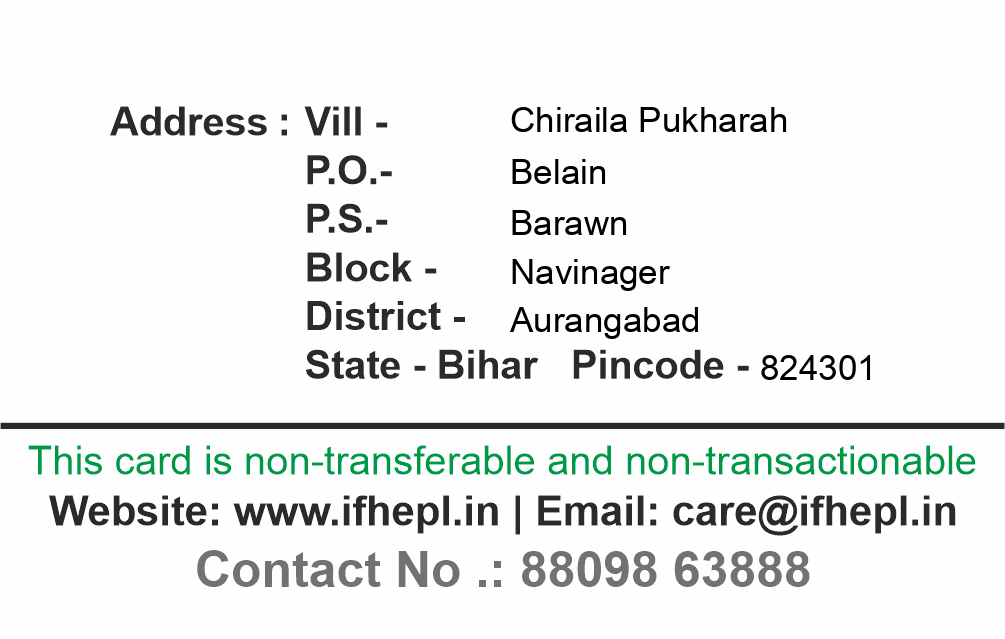 Address : Vill - Chiraila Pukharah
P.O.- Belain
P.S.- Barawn
Block - Navinager
District - Aurangabad
State - Bihar Pincode - 824301
This card is non-transferable and non-transactionable
Website: www.ifhepl.in | Email: care@ifhepl.in
Contact No .: 88098 63888